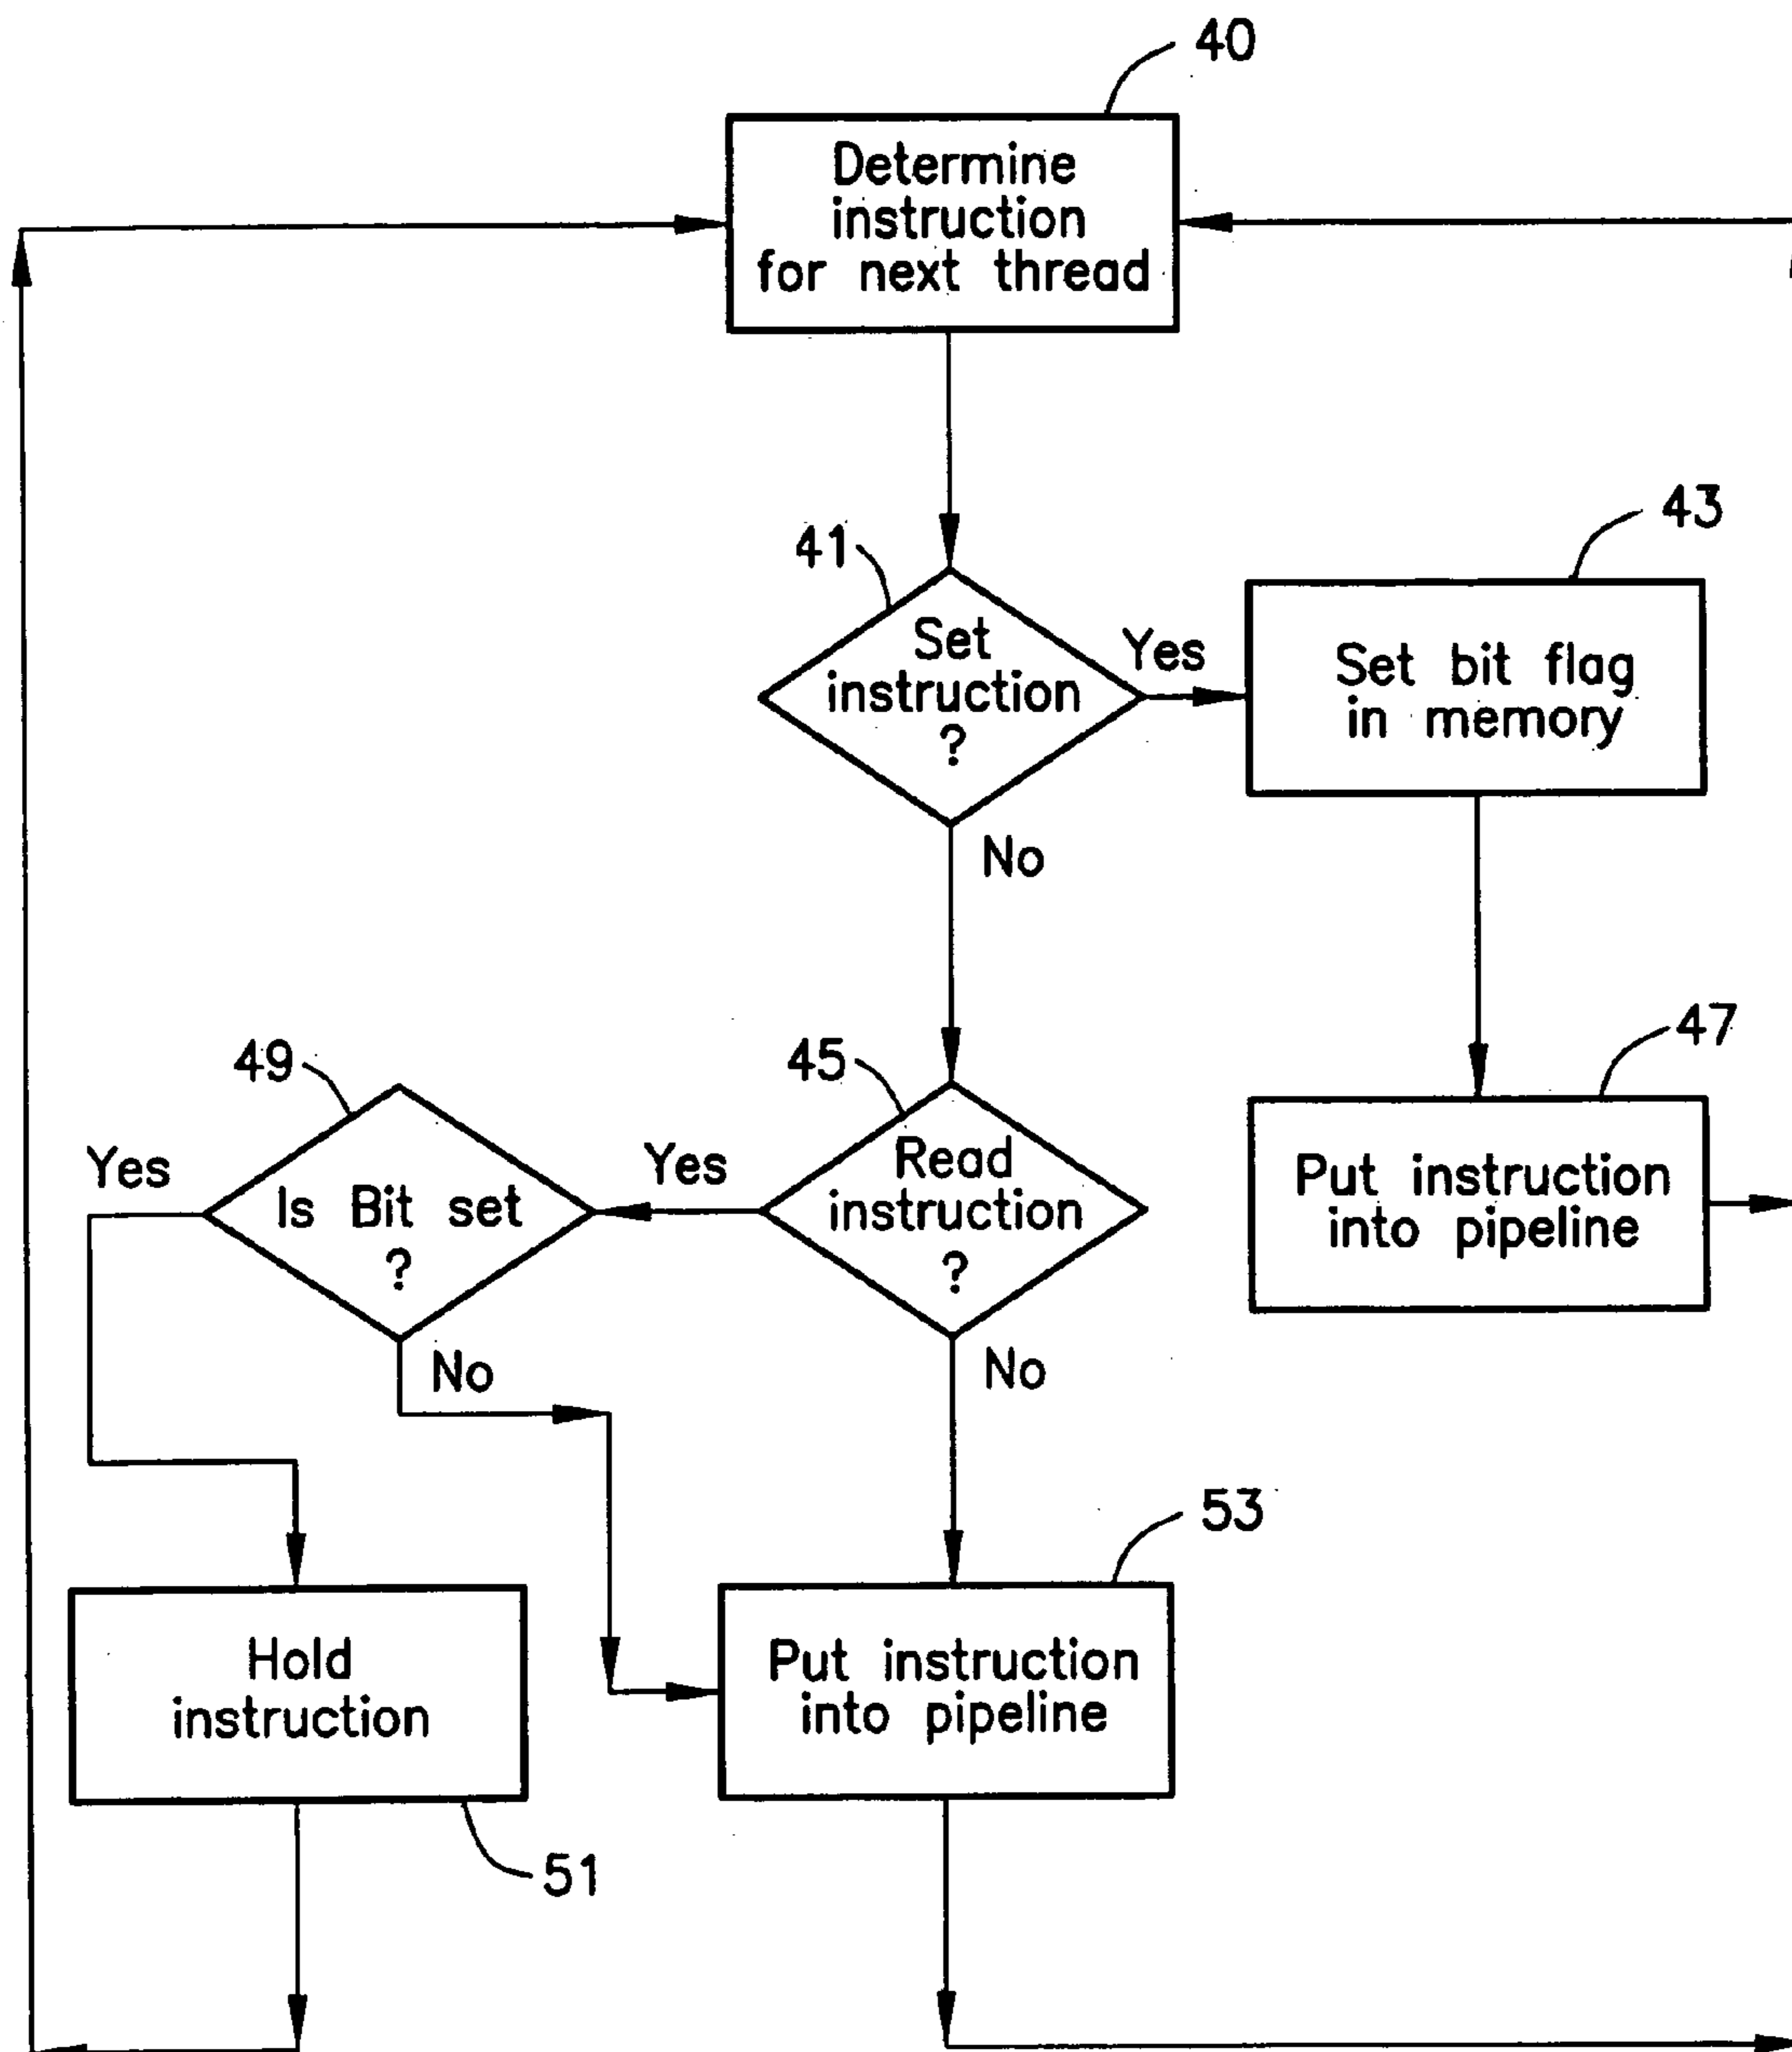 40
Determine
instruction
for next thread
41
Set
instruction
?
Yes
43
Set bit flag
in memory
No
49
45
47
Yes
Is Bit set
?
Yes
Read
instruction
?
Put instruction
into pipeline
No
No
53
Hold
instruction
Put instruction
into pipeline
51